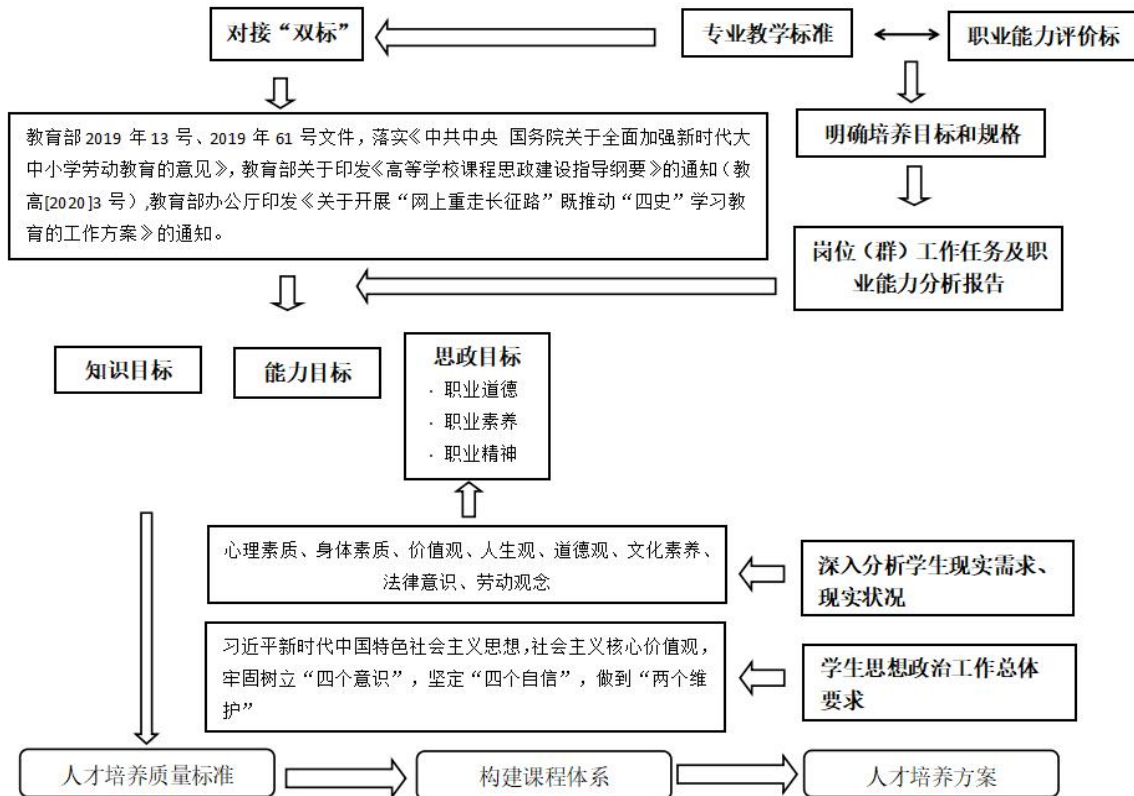 对接“双标”
专业教学标准
职业能力评价标
教育部 2019 年 13 号、2019 年 61 号文件，落实《中共中央 国务院关于全面加强新时代大
中小学劳动教育的意见》，教育部关于印发《高等学校课程思政建设指导纲要》的通知（教
高[2020]3 号）,教育部办公厅印发《关于开展“网上重走长征路”既推动“四史”学习教
育的工作方案》的通知。
明确培养目标和规格
岗位（群）工作任务及职
业能力分析报告
知识目标
能力目标
思政目标
· 职业道德
· 职业素养
· 职业精神
心理素质、身体素质、价值观、人生观、道德观、文化素养、
法律意识、劳动观念
深入分析学生现实需求、
现实状况
习近平新时代中国特色社会主义思想,社会主义核心价值观，
牢固树立“四个意识”，坚定“四个自信”，做到“两个维
护”
学生思想政治工作总体
要求
人才培养质量标准
构建课程体系
人才培养方案